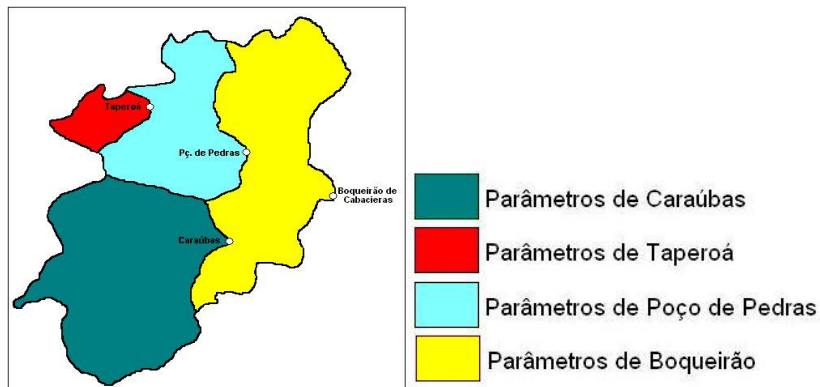 Taperoá
Pç. de Pedras
Boqueirão de
Cabacieras
Caraúbas
Parâmetros de Caraúbas
Parâmetros de Taperoá
Parâmetros de Poço de Pedras
Parâmetros de Boqueirão